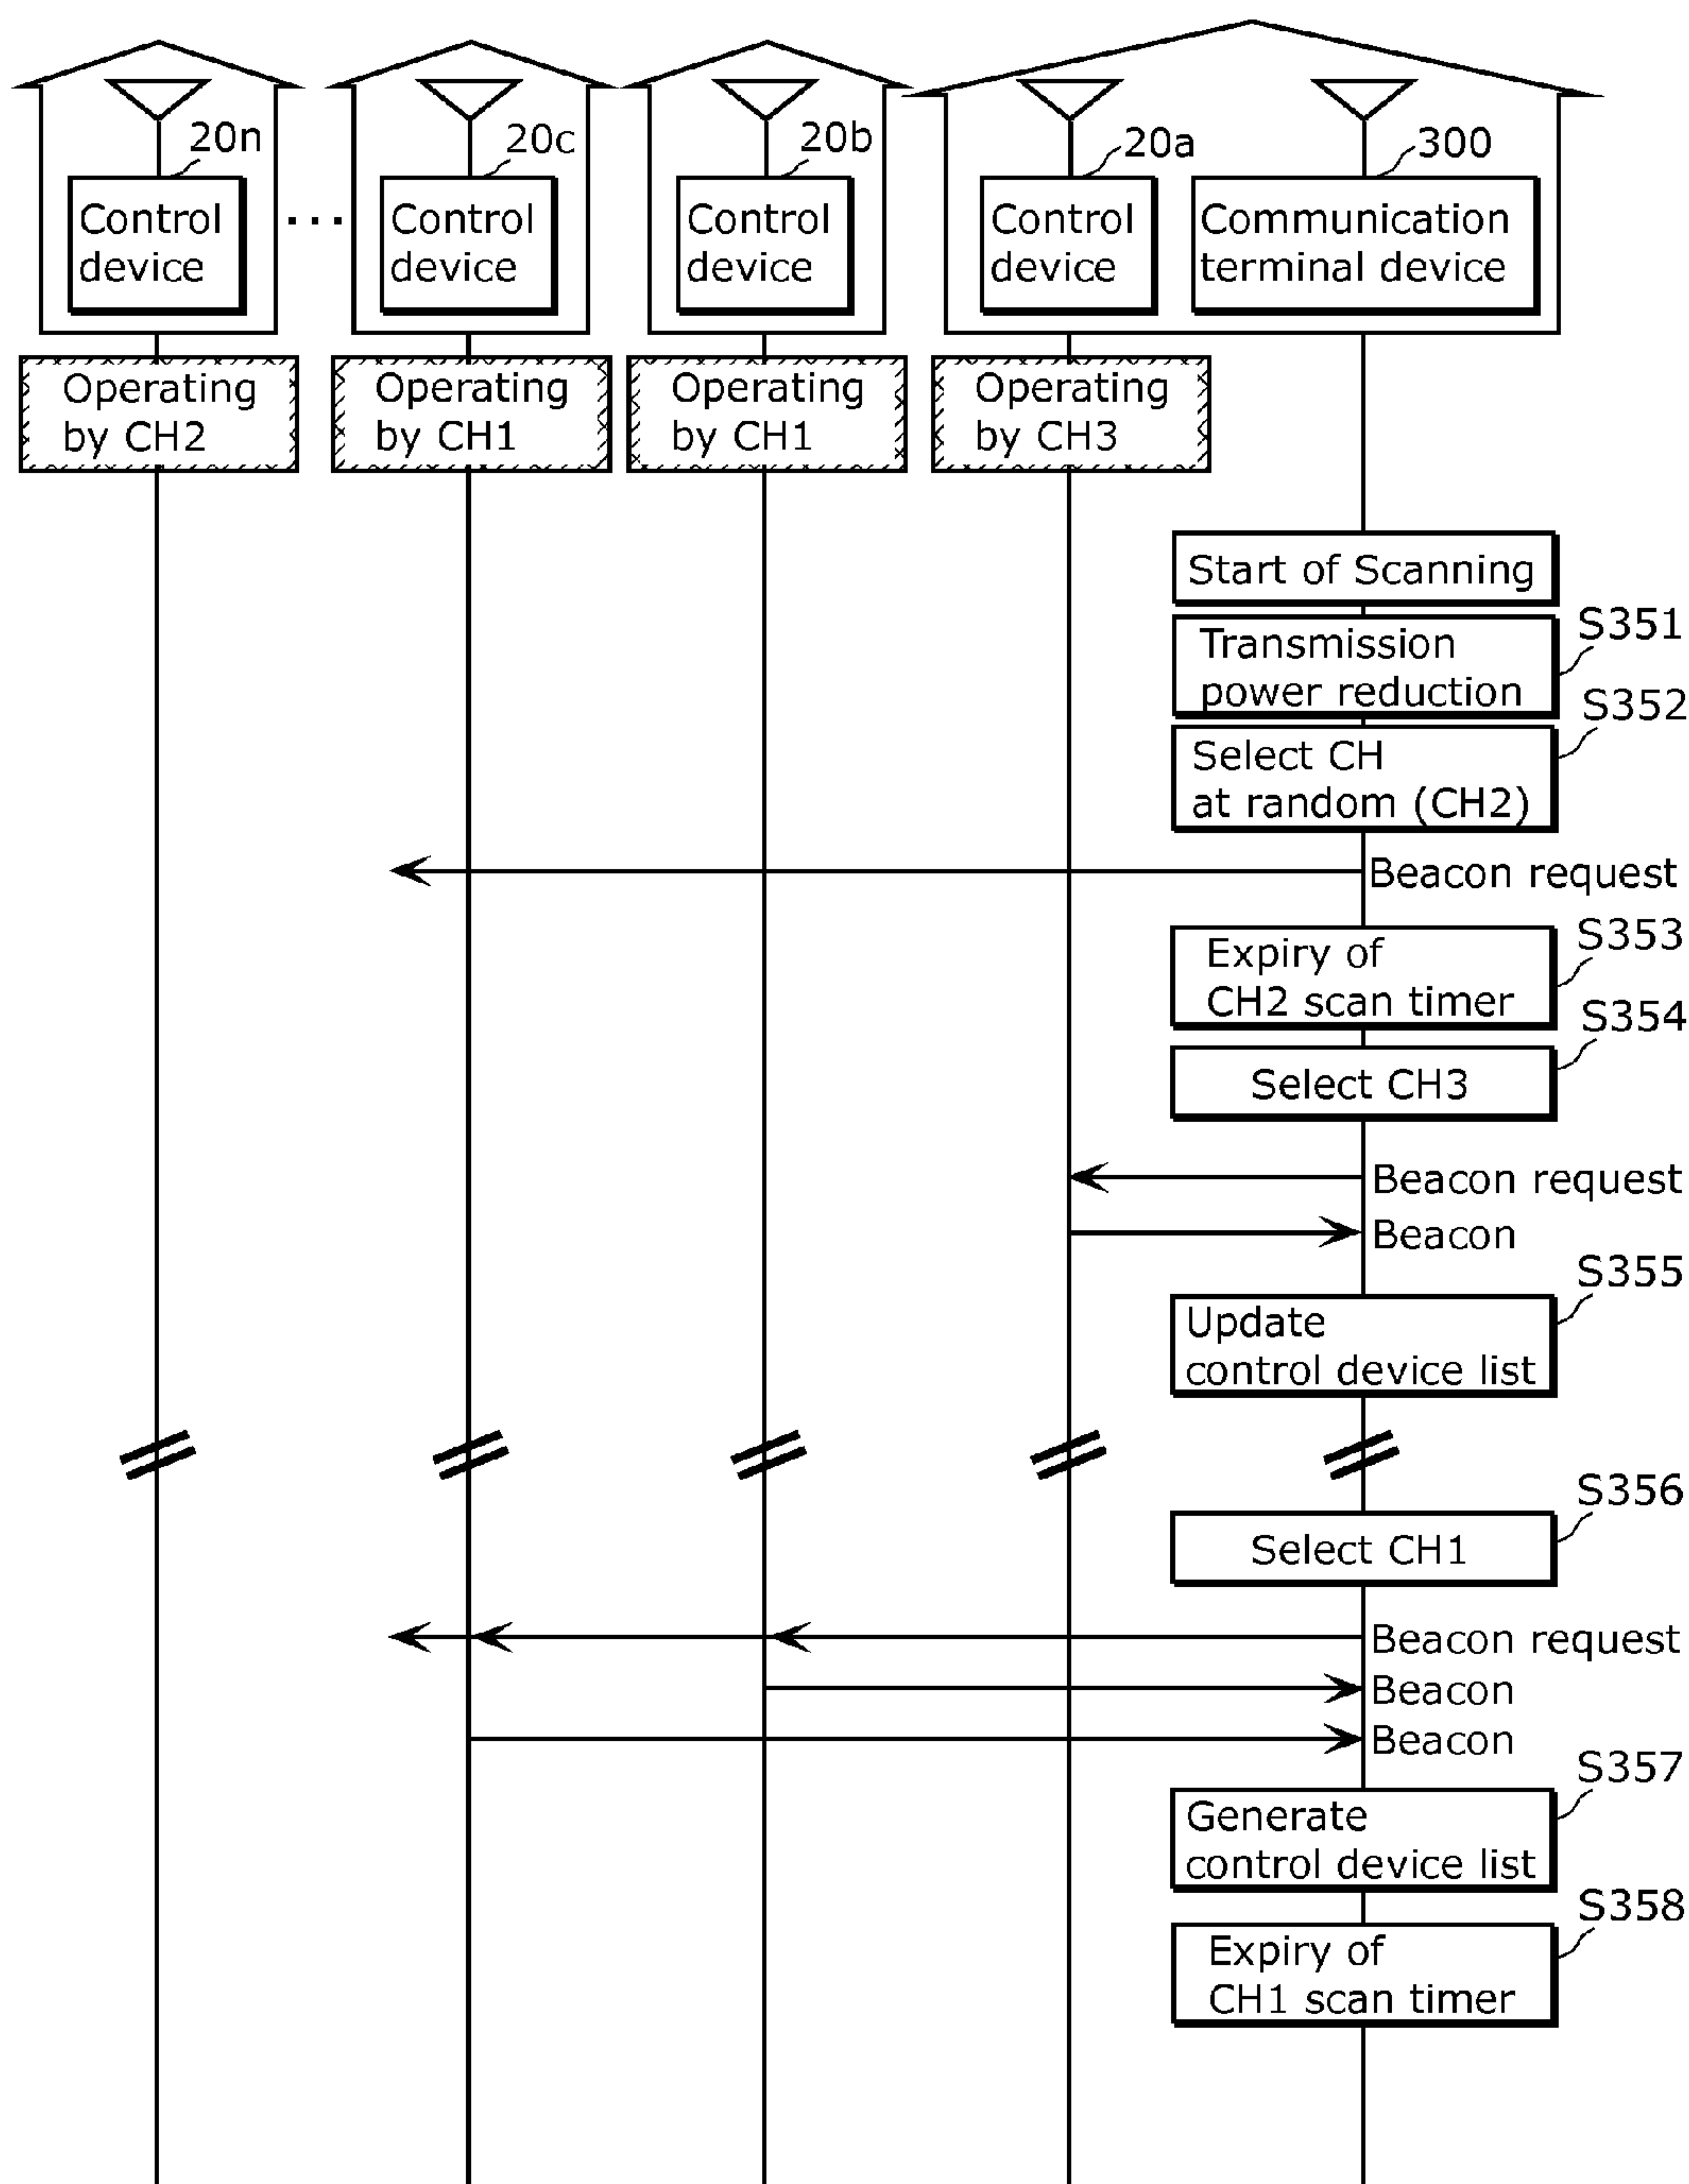 20n
20c
20b
20a
300
Control
device
...
Control
device
Control
device
Control
device
Communication
terminal device
Operating
by CH2
Operating
by CH1
Operating
by CH1
Operating
by CH3
Start of Scanning
S351
Transmission
power reduction
S352
Select CH
at random (CH2)
Beacon request
S353
Expiry of
CH2 scan timer
S354
Select CH3
Beacon request
Beacon
S355
Update
control device list
S356
Select CH1
Beacon request
Beacon
Beacon
S357
Generate
control device list
S358
Expiry of
CH1 scan timer